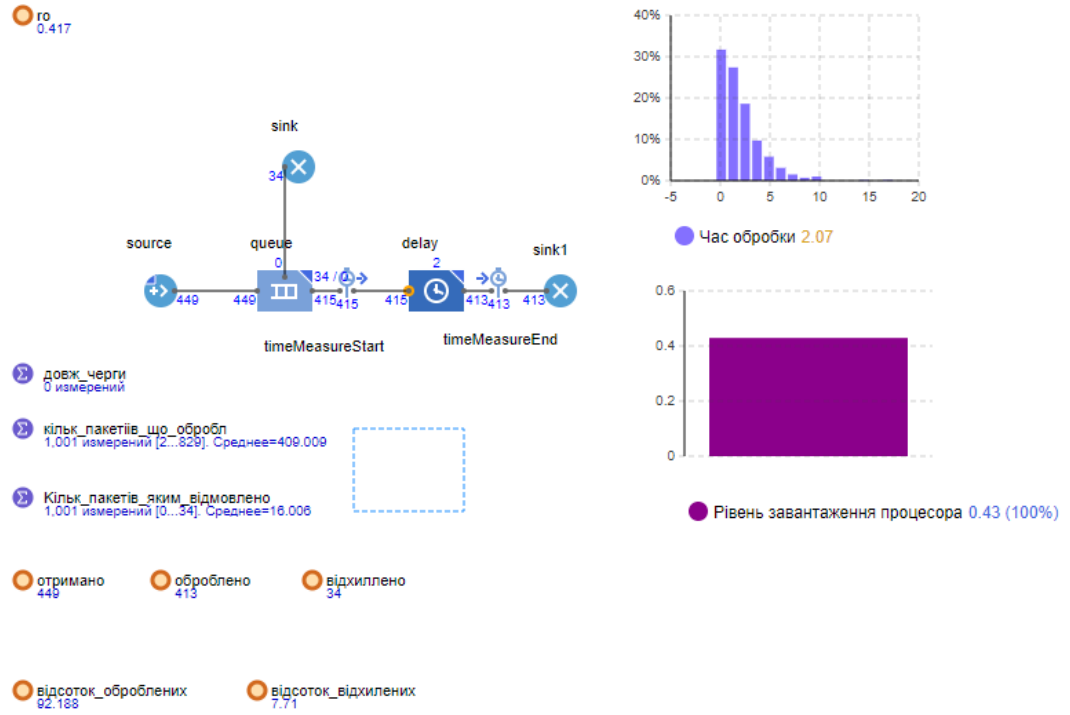 ro
0.417
sink
34
source
queue
delay
sink1
0
34 / 0
2
449
449
415
415
415
413
413
413
timeMeasureStart
timeMeasureEnd
довж_черги
0 измерений
кільк_пакетіів_що_обробл
1,001 измерений [2...829]. Среднее=409.009
Кільк_пакетів_яким_відмовлено
1,001 измерений [0...34]. Среднее=16.006
отримано
449
оброблено
413
відхиллено
34
відсоток_оброблених
92.188
відсоток_відхилених
7.71
40%
30%
20%
10%
0%
-5
0
5
10
15
20
Час обробки 2.07
0.6
0.4
0.2
0
Рівень завантаження процесора 0.43 (100%)